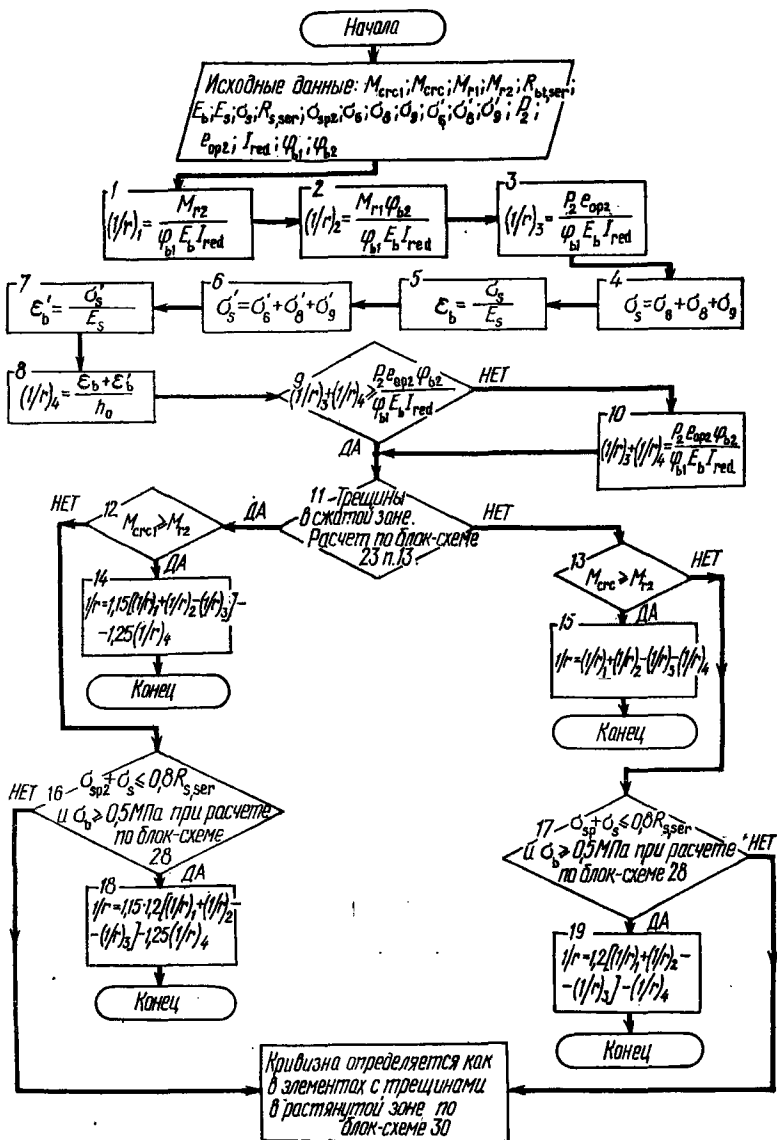 Начала
Исходные данные: M_crc1; M_crc; M_r1; M_r2; R_bt,ser;
E_b; E_s; σ_s; R_s,ser; σ_sp2; σ_6; σ_8; σ_9; σ'_6; σ'_8; σ'_9; P_2;
e_op2; I_red; φ_b1; φ_b2
1
(1/r)_1 = M_r2 / φ_b1 E_b I_red
2
(1/r)_2 = M_r1 φ_b2 / φ_b1 E_b I_red
3
(1/r)_3 = P_2 e_op2 / φ_b1 E_b I_red
4
σ_s = σ_6 + σ_8 + σ_9
5
ε_b = σ_s / E_s
6
σ'_s = σ'_6 + σ'_8 + σ'_9
7
ε'_b = σ'_s / E_s
8
(1/r)_4 = ε_b + ε'_b / h_0
9
(1/r)_3 + (1/r)_4 ≥ P_2 e_op2 φ_b2 / φ_b1 E_b I_red
НЕТ
ДА
10
(1/r)_3 + (1/r)_4 = P_2 e_op2 φ_b2 / φ_b1 E_b I_red
11 - Трещины
в сжатой зоне.
Расчет по блок-схеме
23 п.13
ДА
НЕТ
12
M_crc1 ≥ M_r2
НЕТ
ДА
13
M_crc ≥ M_r2
НЕТ
ДА
14
1/r = 1,15[(1/r)_1 + (1/r)_2 - (1/r)_3] -
- 1,25(1/r)_4
Конец
15
1/r = (1/r)_1 + (1/r)_2 - (1/r)_3 - (1/r)_4
Конец
16
σ_sp2 + σ_s ≤ 0,8R_s,ser
и σ_b ≥ 0,5МПа при расчете
по блок-схеме
28
НЕТ
ДА
17
σ_sp + σ_s ≤ 0,8R_s,ser
и σ_b ≥ 0,5МПа при расчете
по блок-схеме 28
НЕТ
ДА
18
1/r = 1,15·1,2[(1/r)_1 + (1/r)_2 -
- (1/r)_3] - 1,25(1/r)_4
Конец
19
1/r = 1,2[(1/r)_1 + (1/r)_2 -
- (1/r)_3] - (1/r)_4
Конец
Кривизна определяется как
в элементах с трещинами
в растянутой зоне по
блок-схеме 30